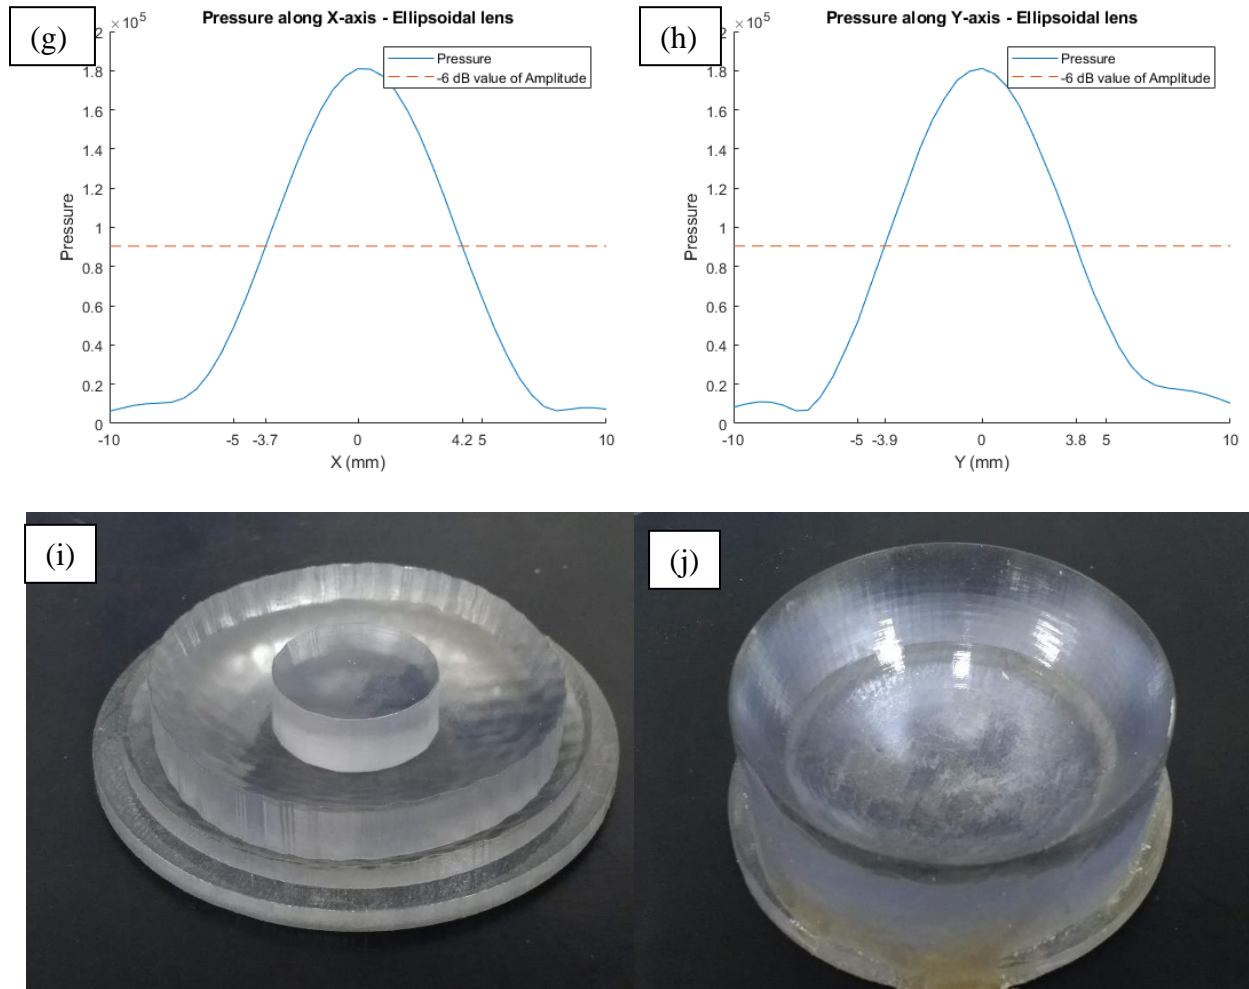 (g)
Pressure along X-axis - Ellipsoidal lens
×10⁵
2
1.8
1.6
1.4
1.2
1
0.8
0.6
0.4
0.2
0
Pressure
Pressure
-6 dB value of Amplitude
-10 -5 -3.7 0 4.2 5 10
X (mm)
(h)
Pressure along Y-axis - Ellipsoidal lens
×10⁵
2
1.8
1.6
1.4
1.2
1
0.8
0.6
0.4
0.2
0
Pressure
Pressure
-6 dB value of Amplitude
-10 -5 -3.9 0 3.8 5 10
Y (mm)
(i)
(j)